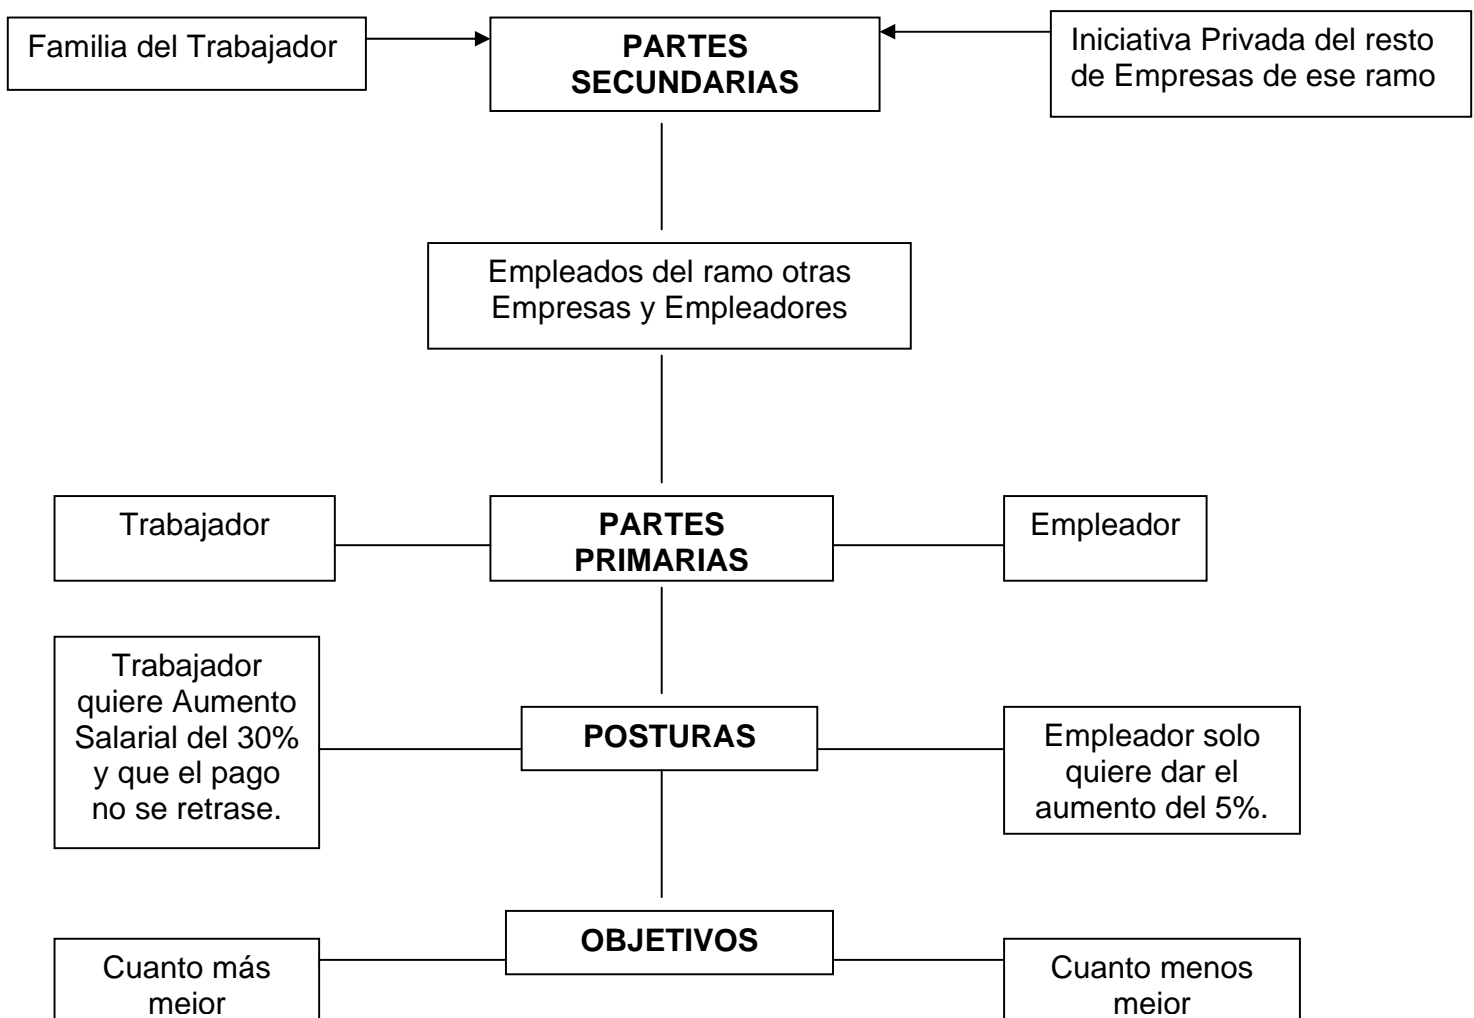 Familia del Trabajador
PARTES
SECUNDARIAS
Iniciativa Privada del resto
de Empresas de ese ramo
Empleados del ramo otras
Empresas y Empleadores
Trabajador
PARTES
PRIMARIAS
Empleador
Trabajador
quiere Aumento
Salarial del 30%
y que el pago
no se retrase.
POSTURAS
Empleador solo
quiere dar el
aumento del 5%.
OBJETIVOS
Cuanto más
mejor
Cuanto menos
mejor